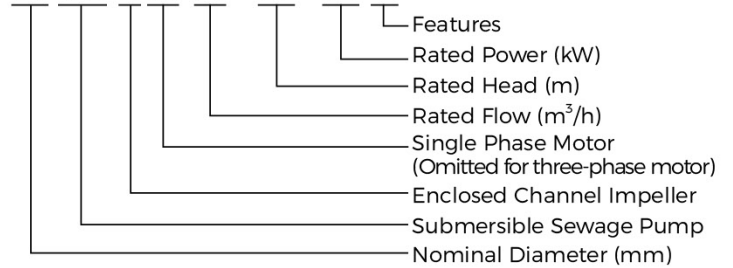 Features
Rated Power (kW)
Rated Head (m)
Rated Flow (m³/h)
Single Phase Motor
(Omitted for three-phase motor)
Enclosed Channel Impeller
Submersible Sewage Pump
Nominal Diameter (mm)